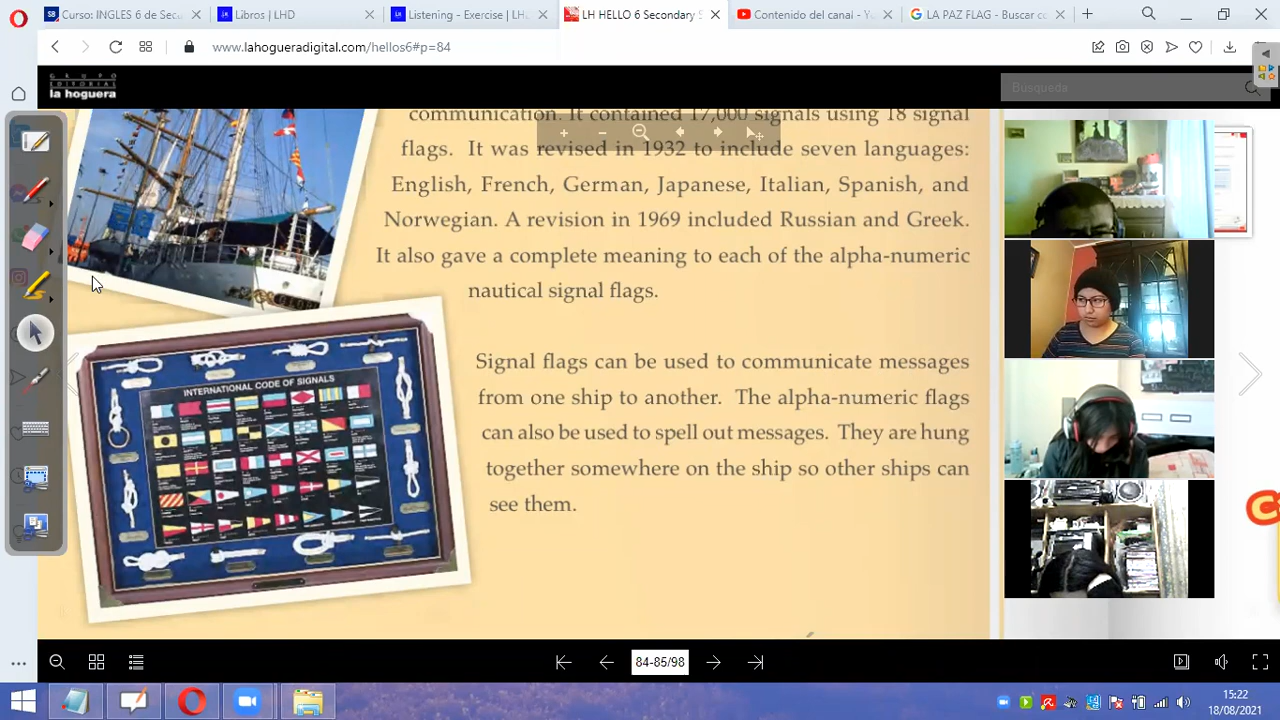 Curso: INGLES 6 de Sec
Libros | LHD
Listening - Exercise | LH
LH HELLO 6 Secondary S
Contenido del canal - Yo
LA PAZ FLAG - Buscar co
www.lahogueradigital.com/hellos6#p=84
GRUPO
EDITORIAL
la hoguera
Búsqueda
communication. It contained 17,000 signals using 18 signal
flags. It was revised in 1932 to include seven languages:
English, French, German, Japanese, Italian, Spanish, and
Norwegian. A revision in 1969 included Russian and Greek.
It also gave a complete meaning to each of the alpha-numeric
nautical signal flags.
INTERNATIONAL CODE OF SIGNALS
Signal flags can be used to communicate messages
from one ship to another. The alpha-numeric flags
can also be used to spell out messages. They are hung
together somewhere on the ship so other ships can
see them.
84-85/98
15:22
18/08/2021